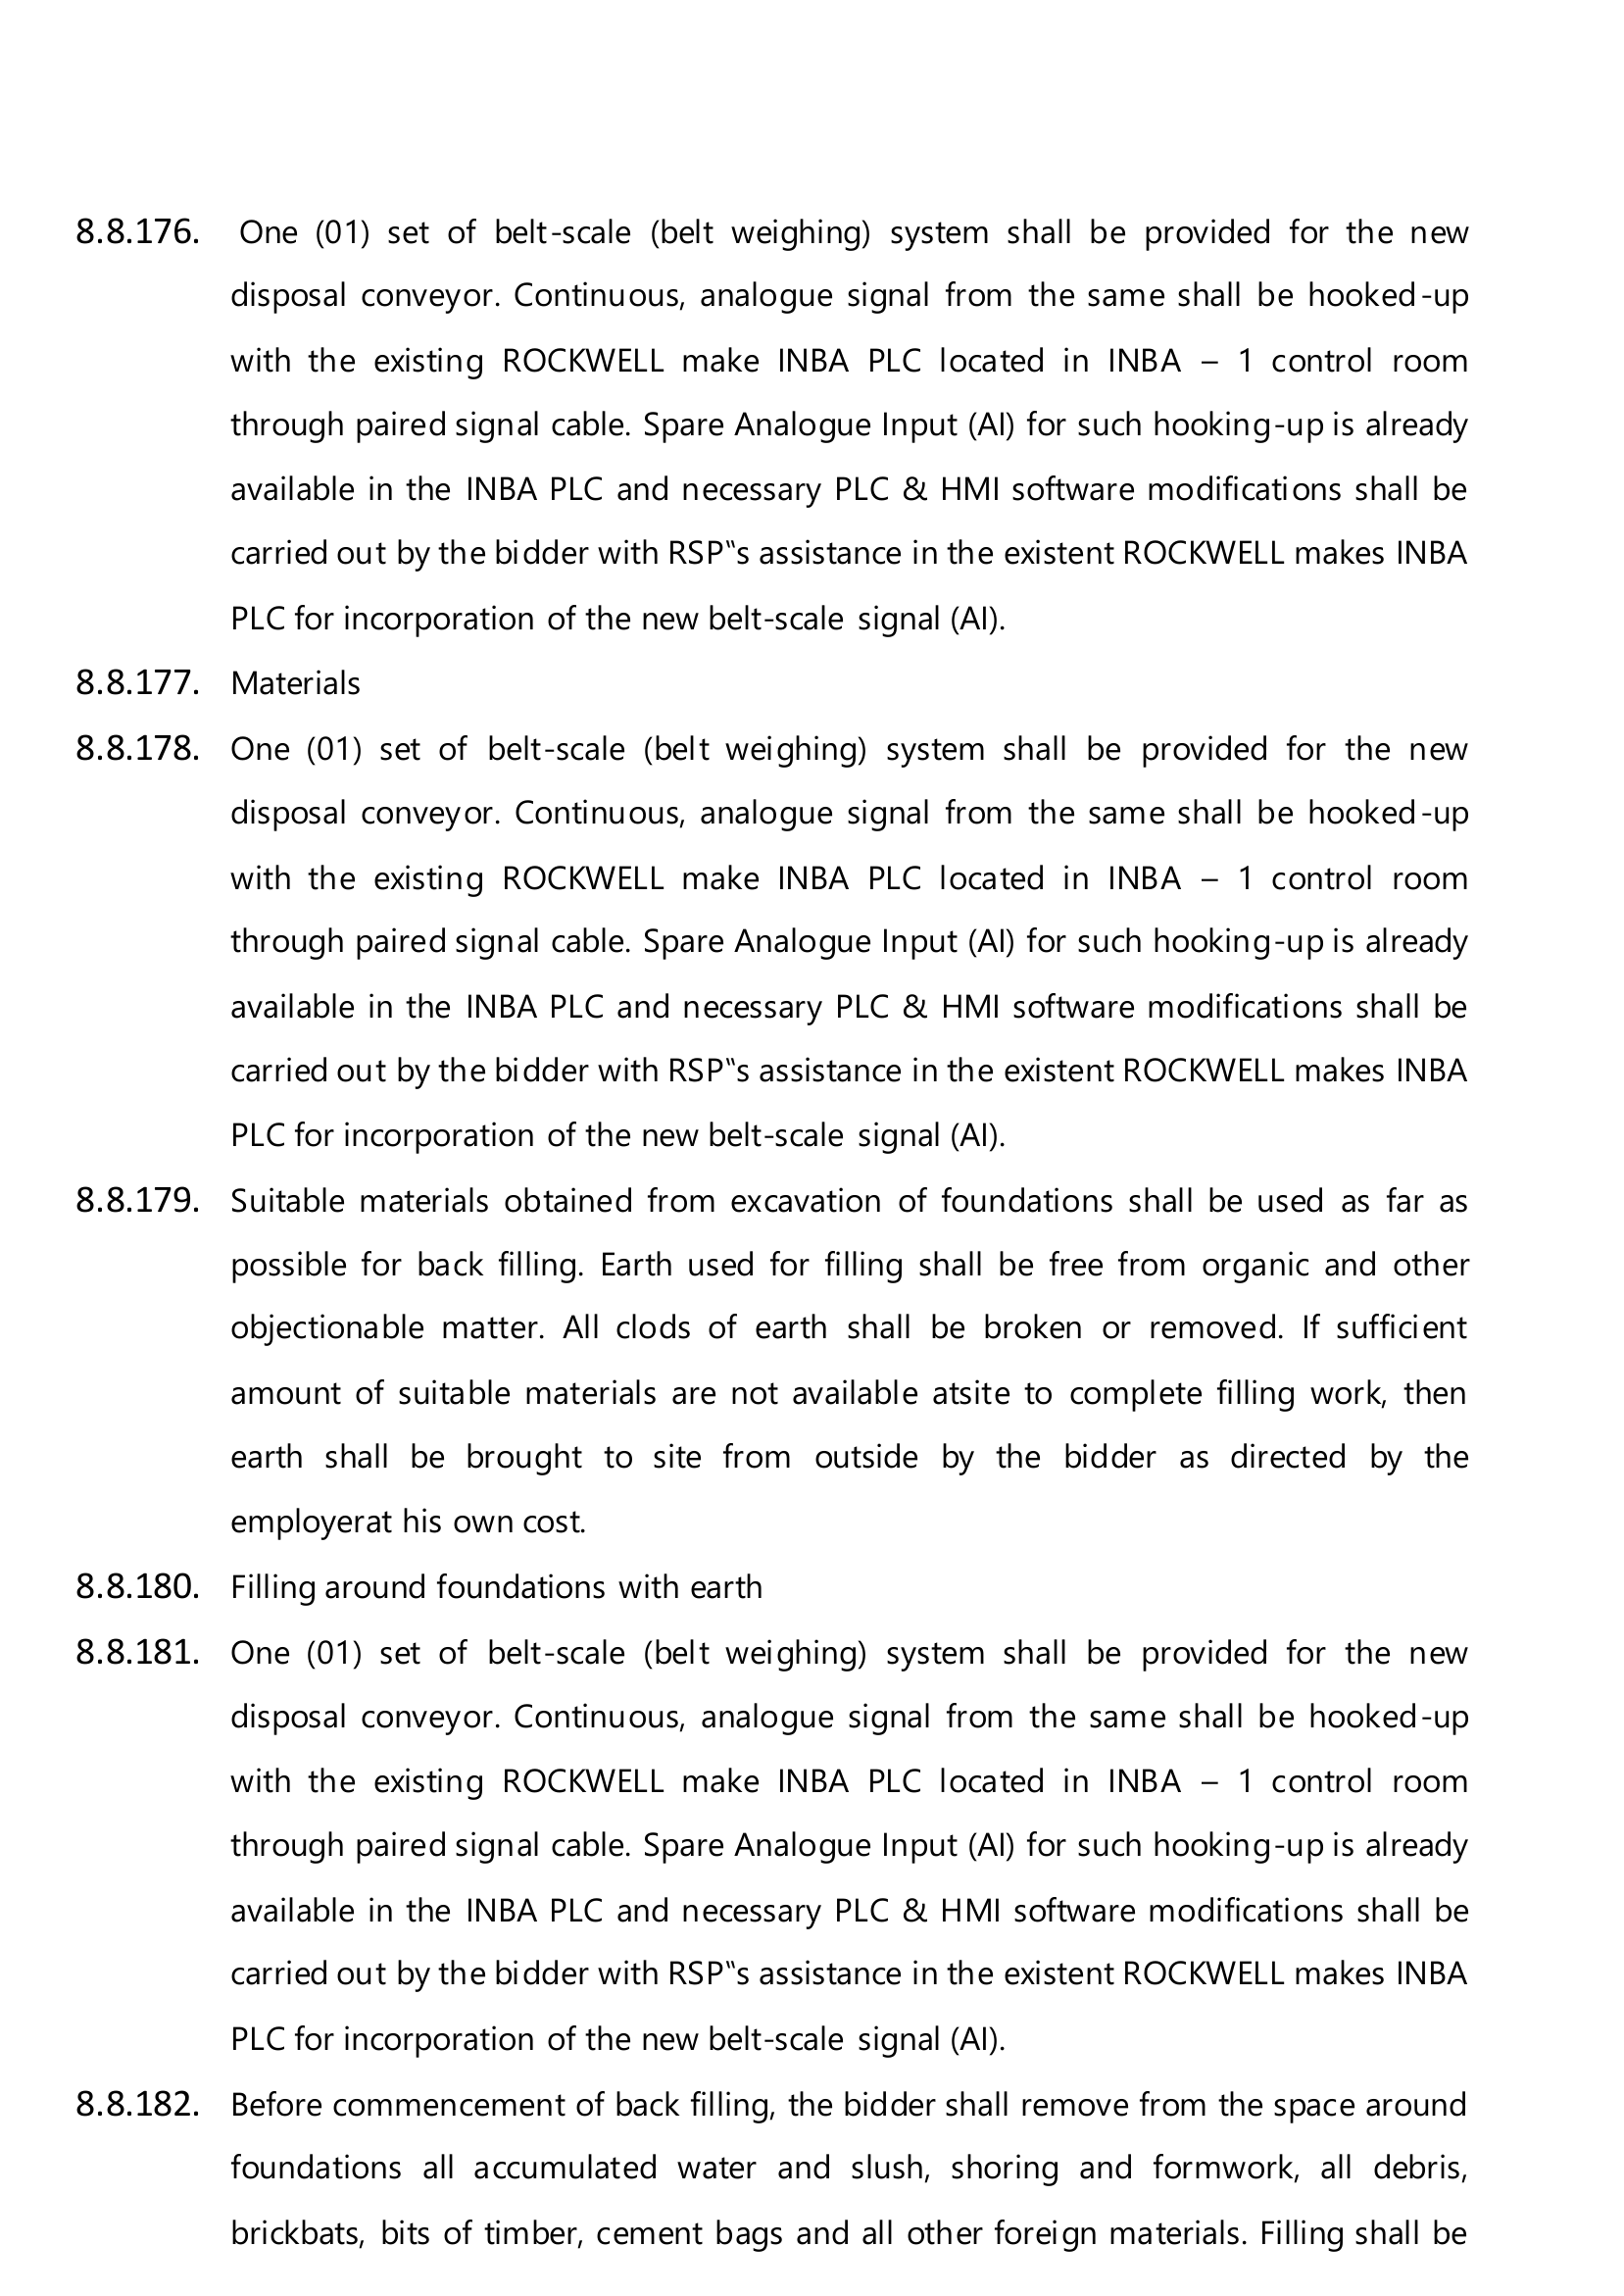 8.8.176. One (01) set of belt-scale (belt weighing) system shall be provided for the new
disposal conveyor. Continuous, analogue signal from the same shall be hooked-up
with the existing ROCKWELL make INBA PLC located in INBA – 1 control room
through paired signal cable. Spare Analogue Input (AI) for such hooking-up is already
available in the INBA PLC and necessary PLC & HMI software modifications shall be
carried out by the bidder with RSP‟s assistance in the existent ROCKWELL makes INBA
PLC for incorporation of the new belt-scale signal (AI).
8.8.177. Materials
8.8.178. One (01) set of belt-scale (belt weighing) system shall be provided for the new
disposal conveyor. Continuous, analogue signal from the same shall be hooked-up
with the existing ROCKWELL make INBA PLC located in INBA – 1 control room
through paired signal cable. Spare Analogue Input (AI) for such hooking-up is already
available in the INBA PLC and necessary PLC & HMI software modifications shall be
carried out by the bidder with RSP‟s assistance in the existent ROCKWELL makes INBA
PLC for incorporation of the new belt-scale signal (AI).
8.8.179. Suitable materials obtained from excavation of foundations shall be used as far as
possible for back filling. Earth used for filling shall be free from organic and other
objectionable matter. All clods of earth shall be broken or removed. If sufficient
amount of suitable materials are not available atsite to complete filling work, then
earth shall be brought to site from outside by the bidder as directed by the
employerat his own cost.
8.8.180. Filling around foundations with earth
8.8.181. One (01) set of belt-scale (belt weighing) system shall be provided for the new
disposal conveyor. Continuous, analogue signal from the same shall be hooked-up
with the existing ROCKWELL make INBA PLC located in INBA – 1 control room
through paired signal cable. Spare Analogue Input (AI) for such hooking-up is already
available in the INBA PLC and necessary PLC & HMI software modifications shall be
carried out by the bidder with RSP‟s assistance in the existent ROCKWELL makes INBA
PLC for incorporation of the new belt-scale signal (AI).
8.8.182. Before commencement of back filling, the bidder shall remove from the space around
foundations all accumulated water and slush, shoring and formwork, all debris,
brickbats, bits of timber, cement bags and all other foreign materials. Filling shall be